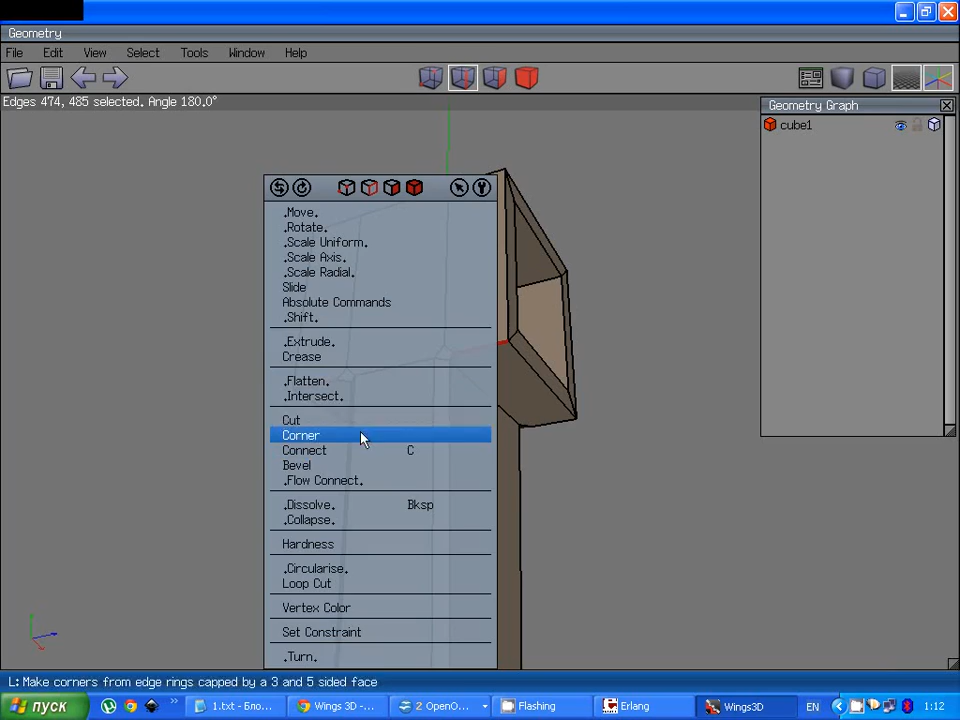 Geometry
File Edit View Select Tools Window Help
Edges 474, 485 selected. Angle 180.0°
Geometry Graph
cube1
.Move.
.Rotate.
.Scale Uniform.
.Scale Axis.
.Scale Radial.
Slide
Absolute Commands
.Shift.
.Extrude.
Crease
.Flatten.
.Intersect.
Cut
Corner
Connect C
Bevel
.Flow Connect.
.Dissolve. Bksp
.Collapse.
Hardness
.Circularise.
Loop Cut
Vertex Color
Set Constraint
.Turn.
L: Make corners from edge rings capped by a 3 and 5 sided face
пуск 1.txt - Бло... Wings 3D -... 2 OpenO... Flashing Erlang Wings3D EN 1:12